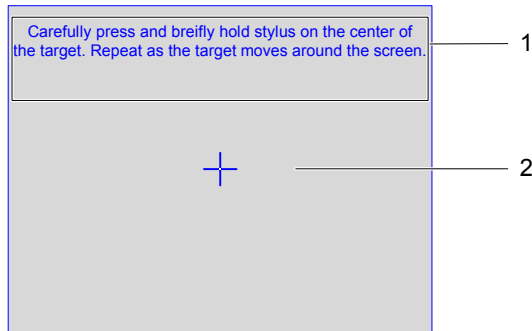 Carefully press and breifly hold stylus on the center of
the target. Repeat as the target moves around the screen.
1
2